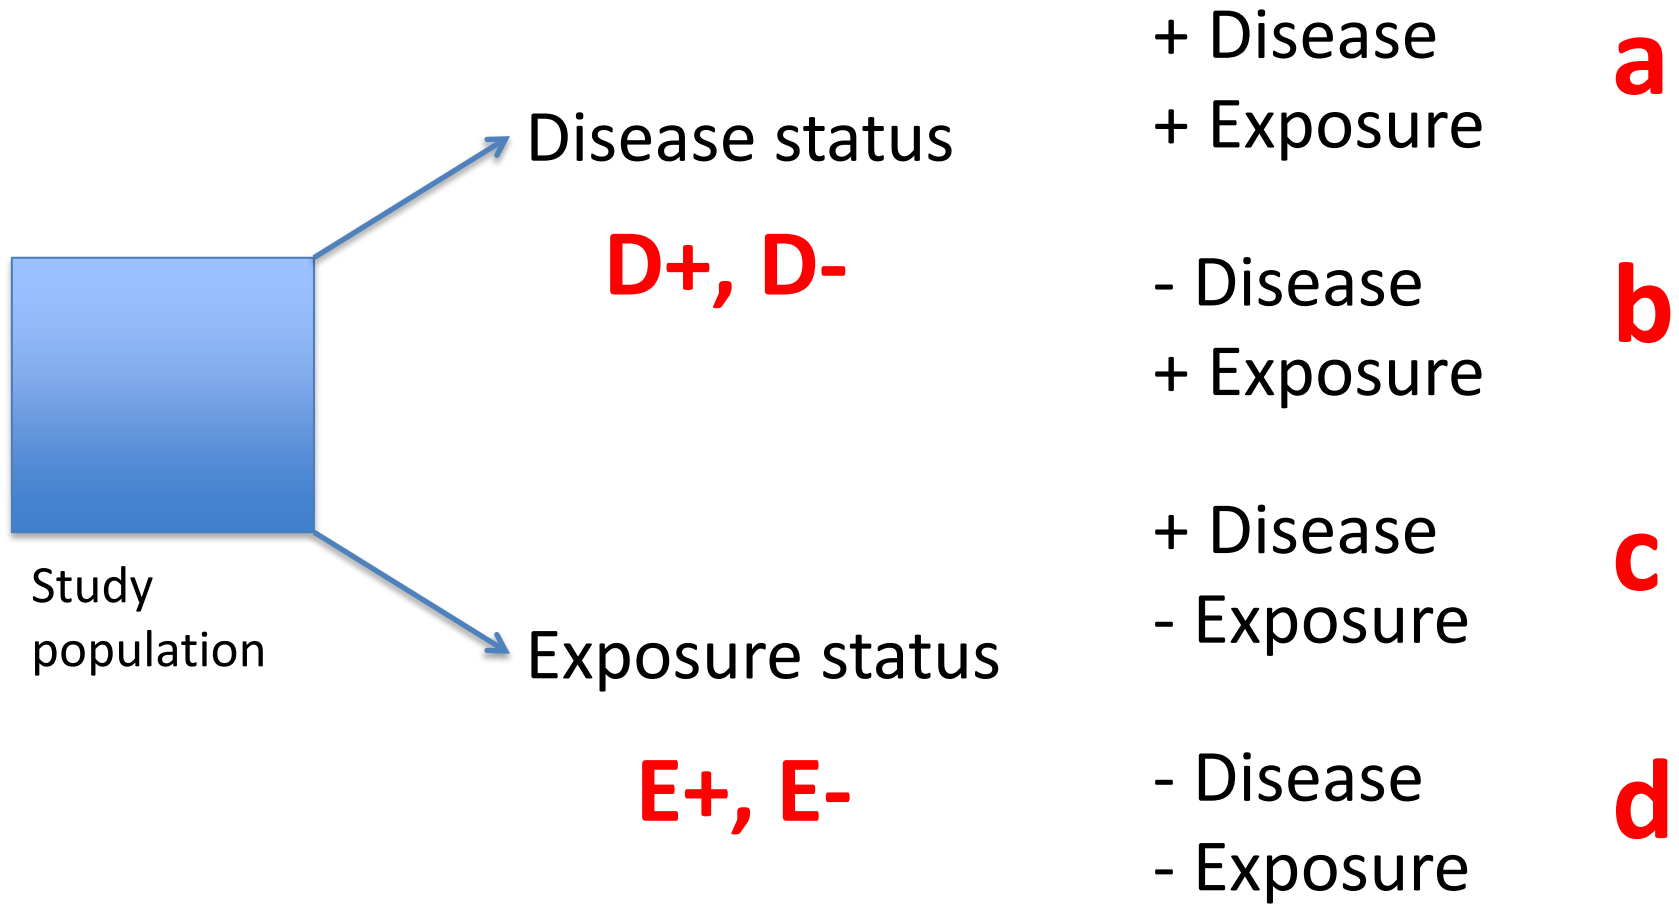 Study
population
Disease status
D+, D-
Exposure status
E+, E-
+ Disease
+ Exposure
a
- Disease
+ Exposure
b
+ Disease
- Exposure
c
- Disease
- Exposure
d